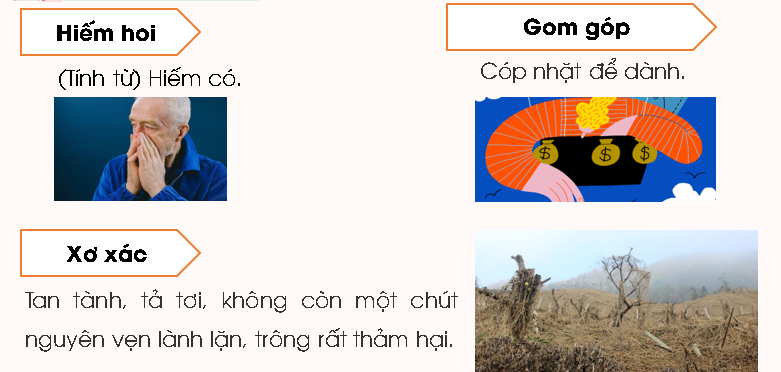 Hiếm hoi
(Tính từ) Hiếm có.
Gom góp
Cóp nhặt để dành.
$ $ $
Xơ xác
Tan tành, tả tơi, không còn một chút
nguyên vẹn lành lặn, trông rất thảm hại.